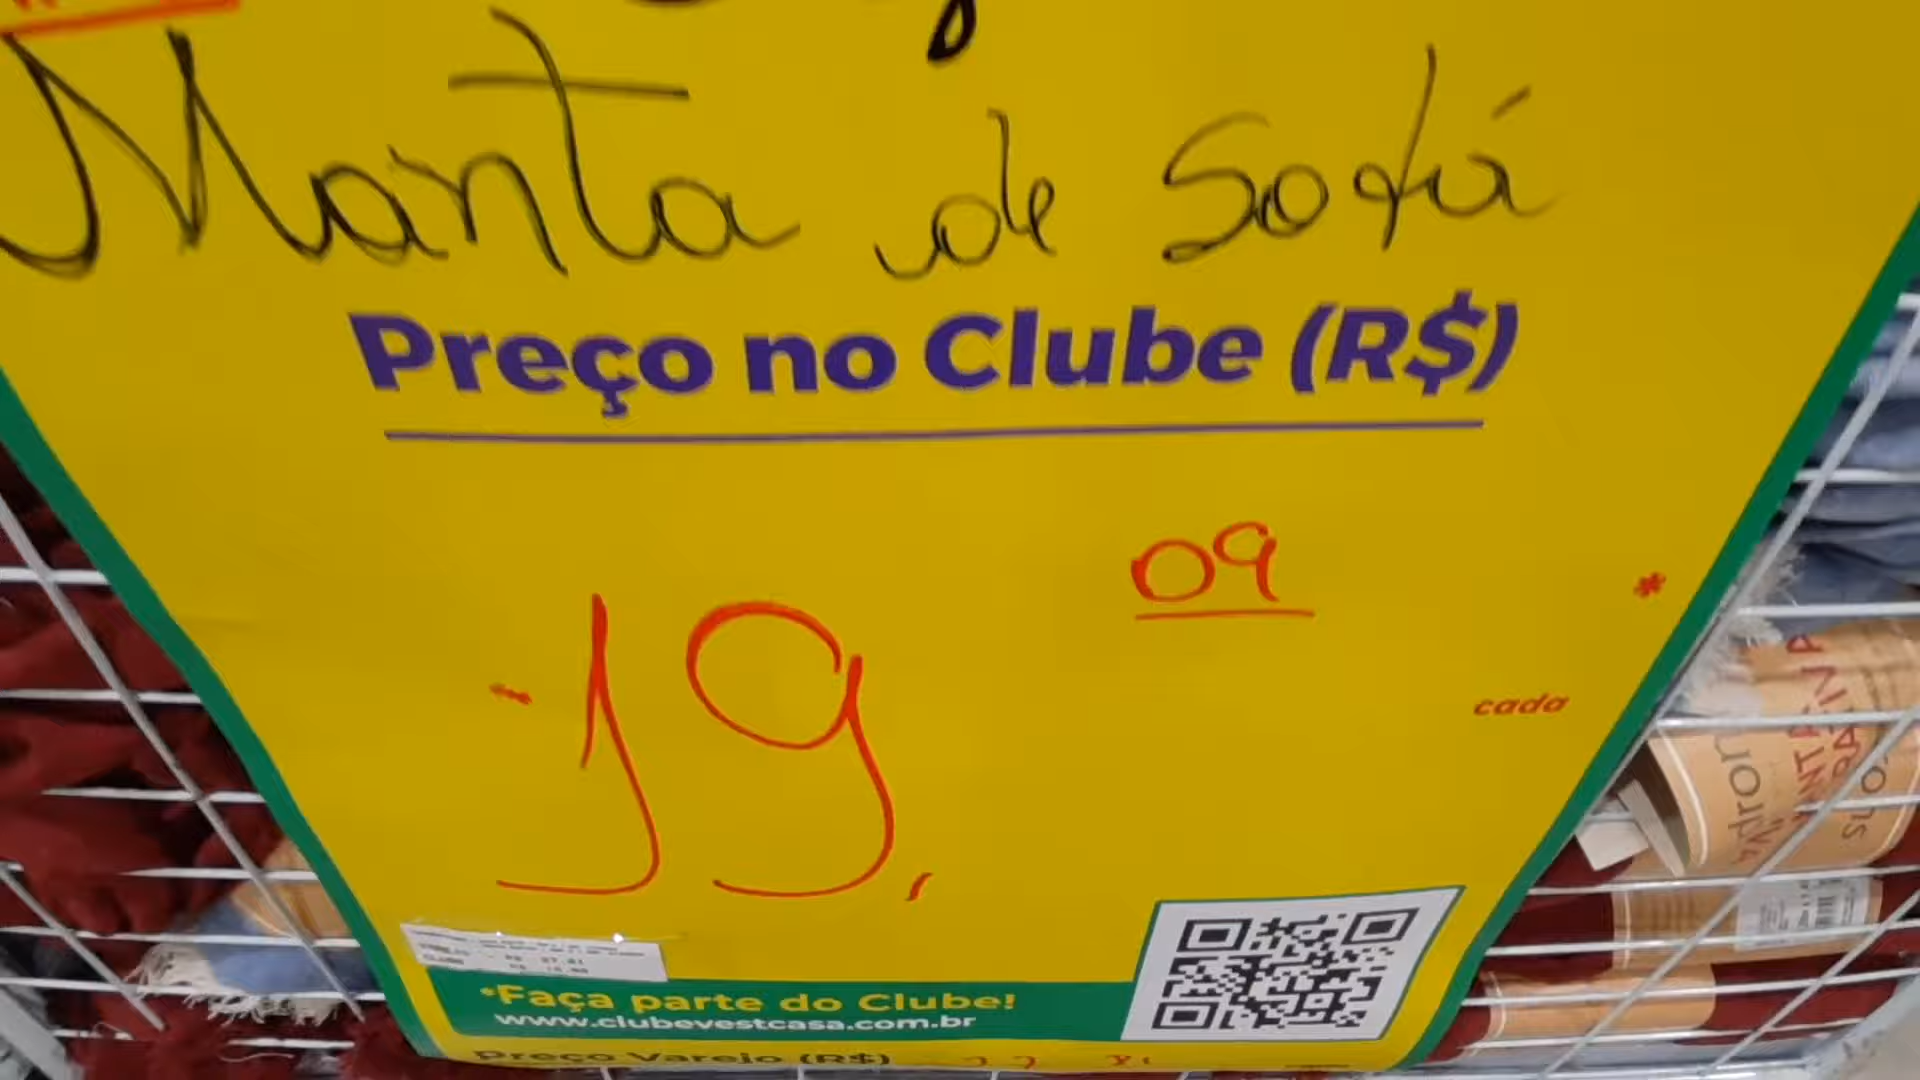 Manta de Sofá
Preço no Clube (R$)
19,
09
*
cada
*Faça parte do Clube!
www.clubevestcasa.com.br
Preço Varejo (R$)